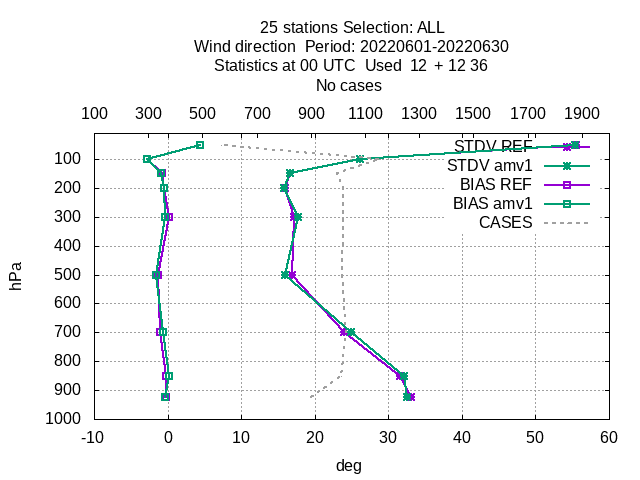 25 stations Selection: ALL
Wind direction  Period: 20220601-20220630
Statistics at 00 UTC  Used  12  + 12 36
No cases
100 300 500 700 900 1100 1300 1500 1700 1900
STDV REF
STDV amv1
BIAS REF
BIAS amv1
CASES
100
200
300
400
500
600
700
800
900
1000
hPa
-10 0 10 20 30 40 50 60
deg